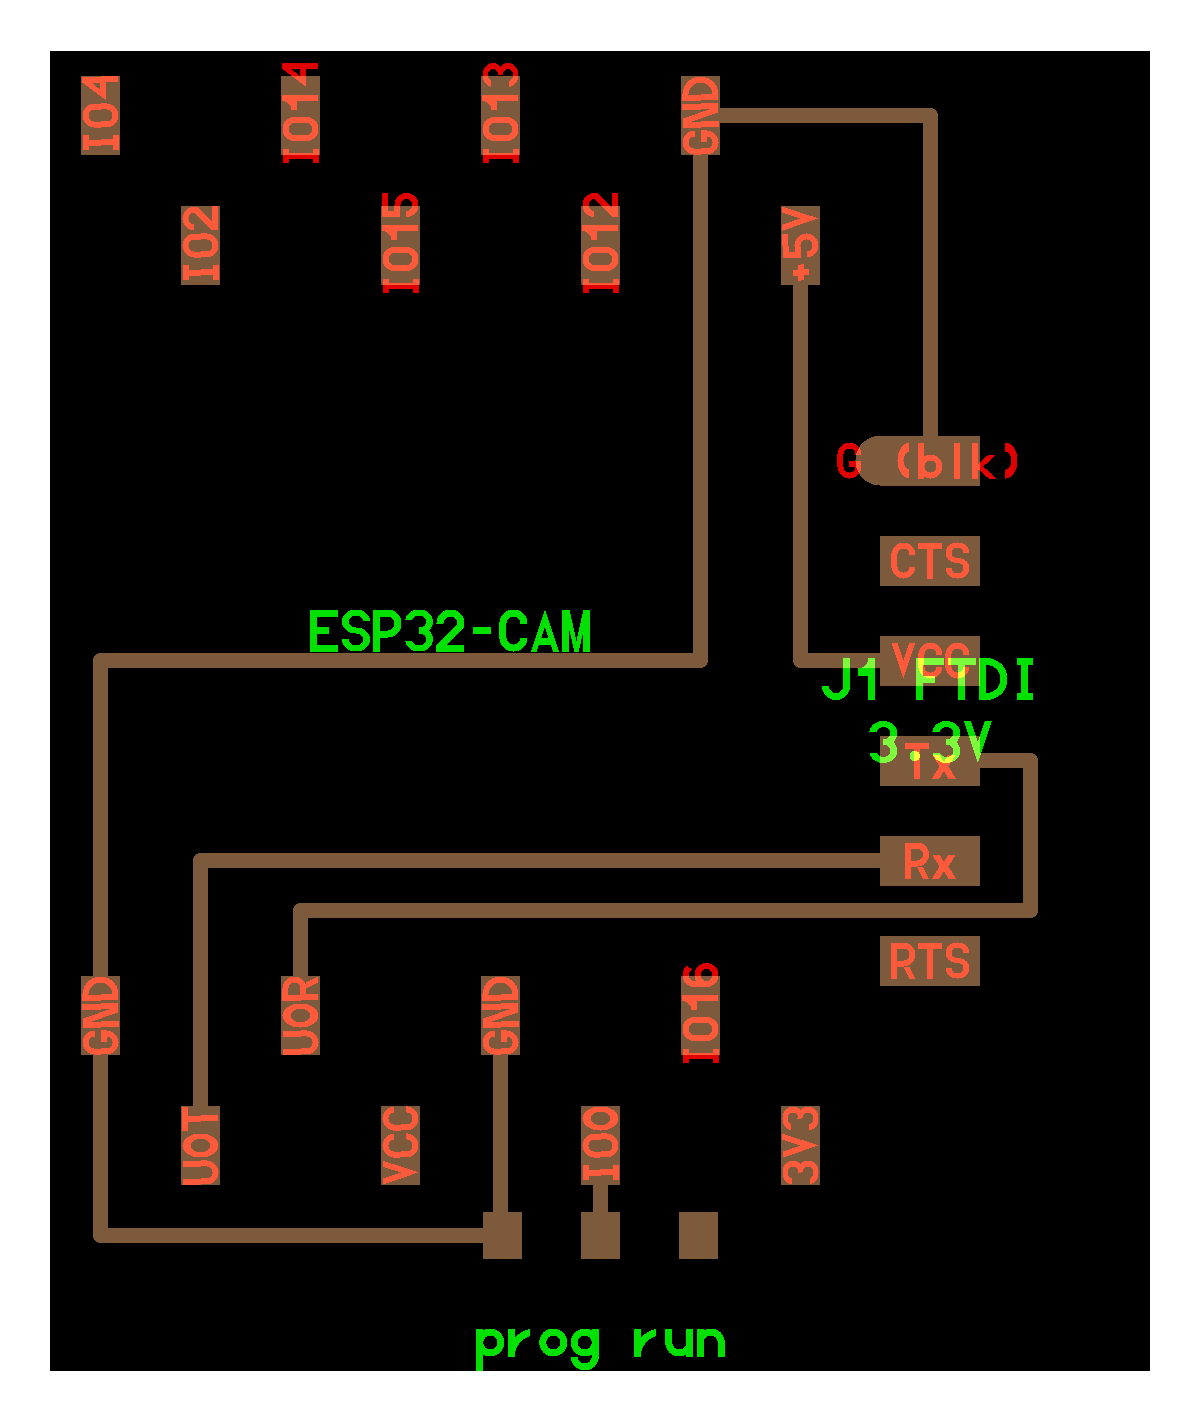 IO4
IO14
IO13
GND
IO2
IO15
IO12
+5V
G (blk)
CTS
ESP32-CAM
VCC
J1 FTDI
3.3V
Tx
Rx
RTS
GND
UOR
GND
IO16
UOT
VCC
IO0
3V3
prog run